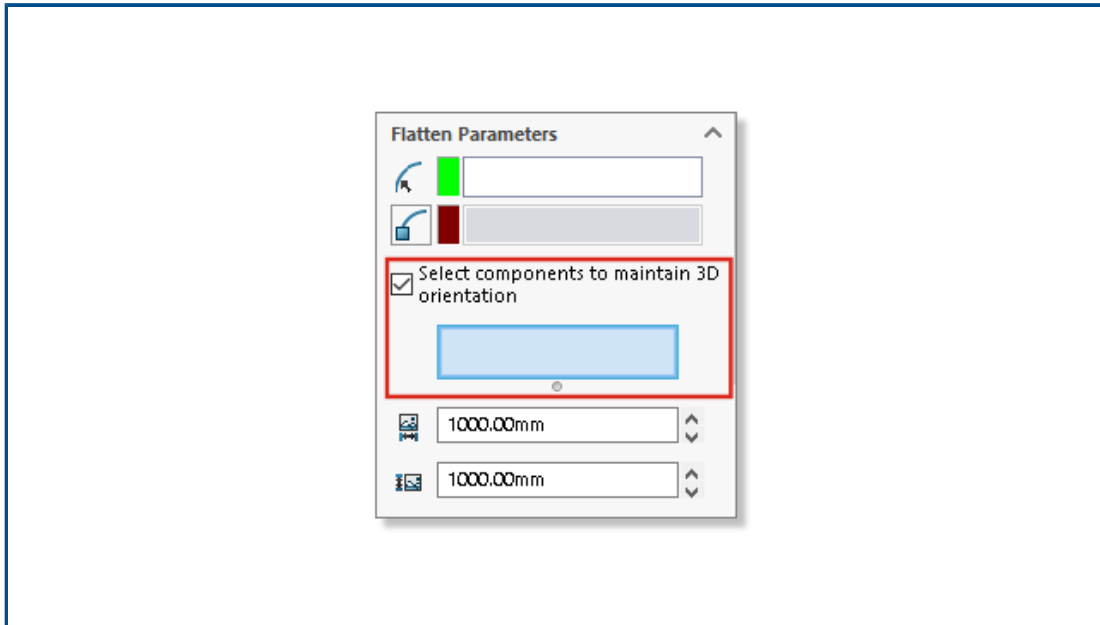 Flatten Parameters
Select components to maintain 3D
orientation
1000.00mm
1000.00mm